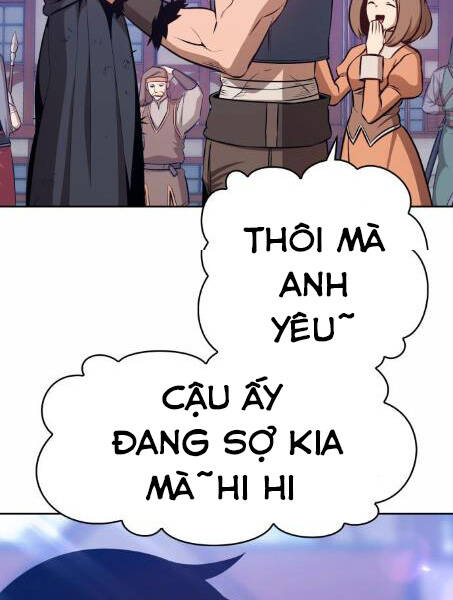 THÔI MÀ
ANH
YÊU~
CẬU ẤY
ĐANG SỢ KIA
MÀ~HI HI